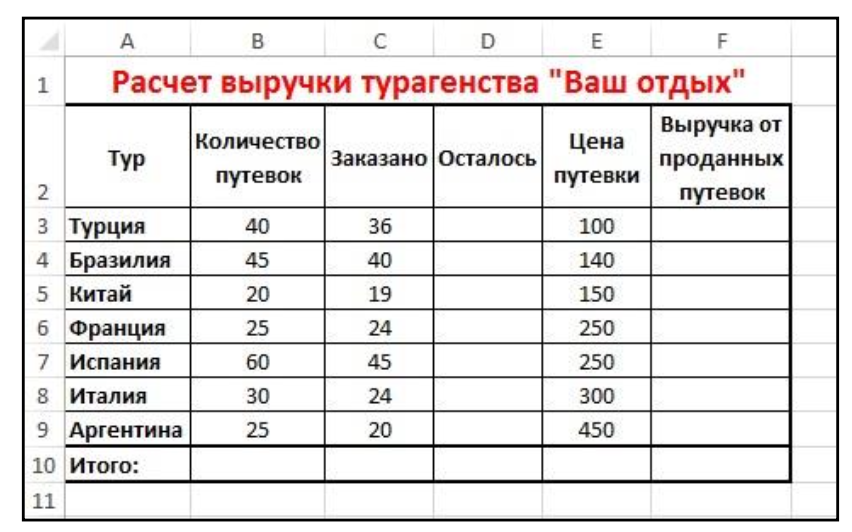 A B C D E F
1 Расчет выручки турагенства "Ваш отдых"
2 Тур Количество путевок Заказано Осталось Цена путевки Выручка от проданных путевок
3 Турция 40 36 100
4 Бразилия 45 40 140
5 Китай 20 19 150
6 Франция 25 24 250
7 Испания 60 45 250
8 Италия 30 24 300
9 Аргентина 25 20 450
10 Итого:
11